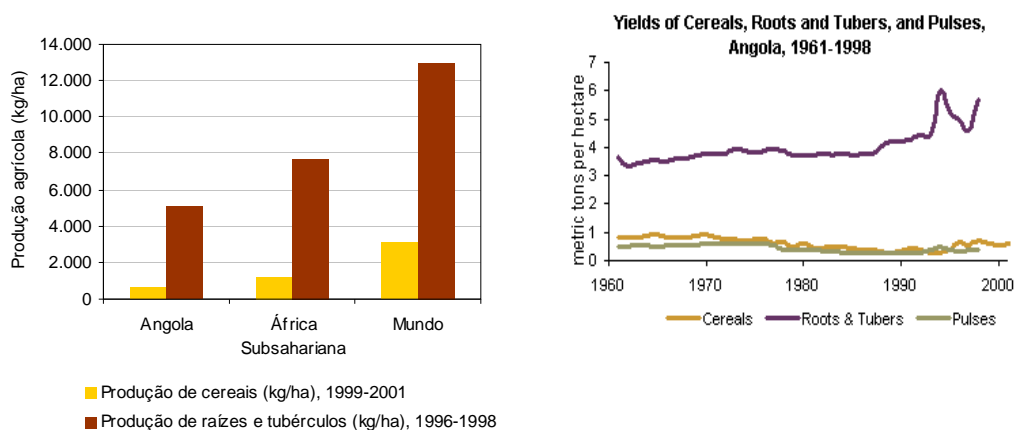 Produção agrícola (kg/ha)
14.000
12.000
10.000
8.000
6.000
4.000
2.000
0
Angola
África
Subsahariana
Mundo
Produção de cereais (kg/ha), 1999-2001
Produção de raízes e tubérculos (kg/ha), 1996-1998
Yields of Cereals, Roots and Tubers, and Pulses,
Angola, 1961-1998
metric tons per hectare
7
6
5
4
3
2
1
0
1960 1970 1980 1990 2000
Cereals Roots & Tubers Pulses